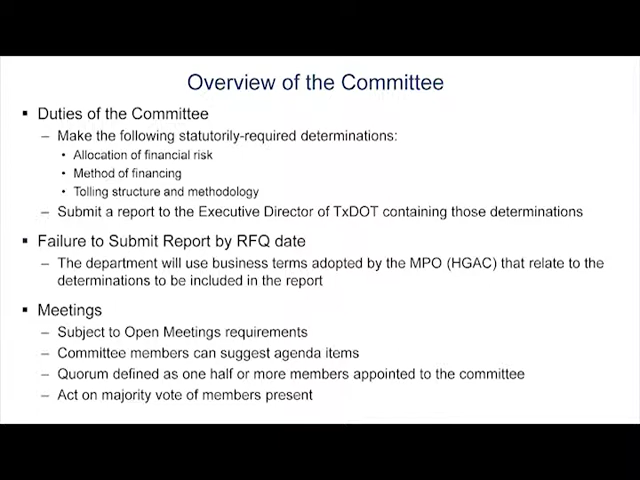 Overview of the Committee
▪ Duties of the Committee
– Make the following statutorily-required determinations:
• Allocation of financial risk
• Method of financing
• Tolling structure and methodology
– Submit a report to the Executive Director of TxDOT containing those determinations
▪ Failure to Submit Report by RFQ date
– The department will use business terms adopted by the MPO (HGAC) that relate to the
determinations to be included in the report
▪ Meetings
– Subject to Open Meetings requirements
– Committee members can suggest agenda items
– Quorum defined as one half or more members appointed to the committee
– Act on majority vote of members present